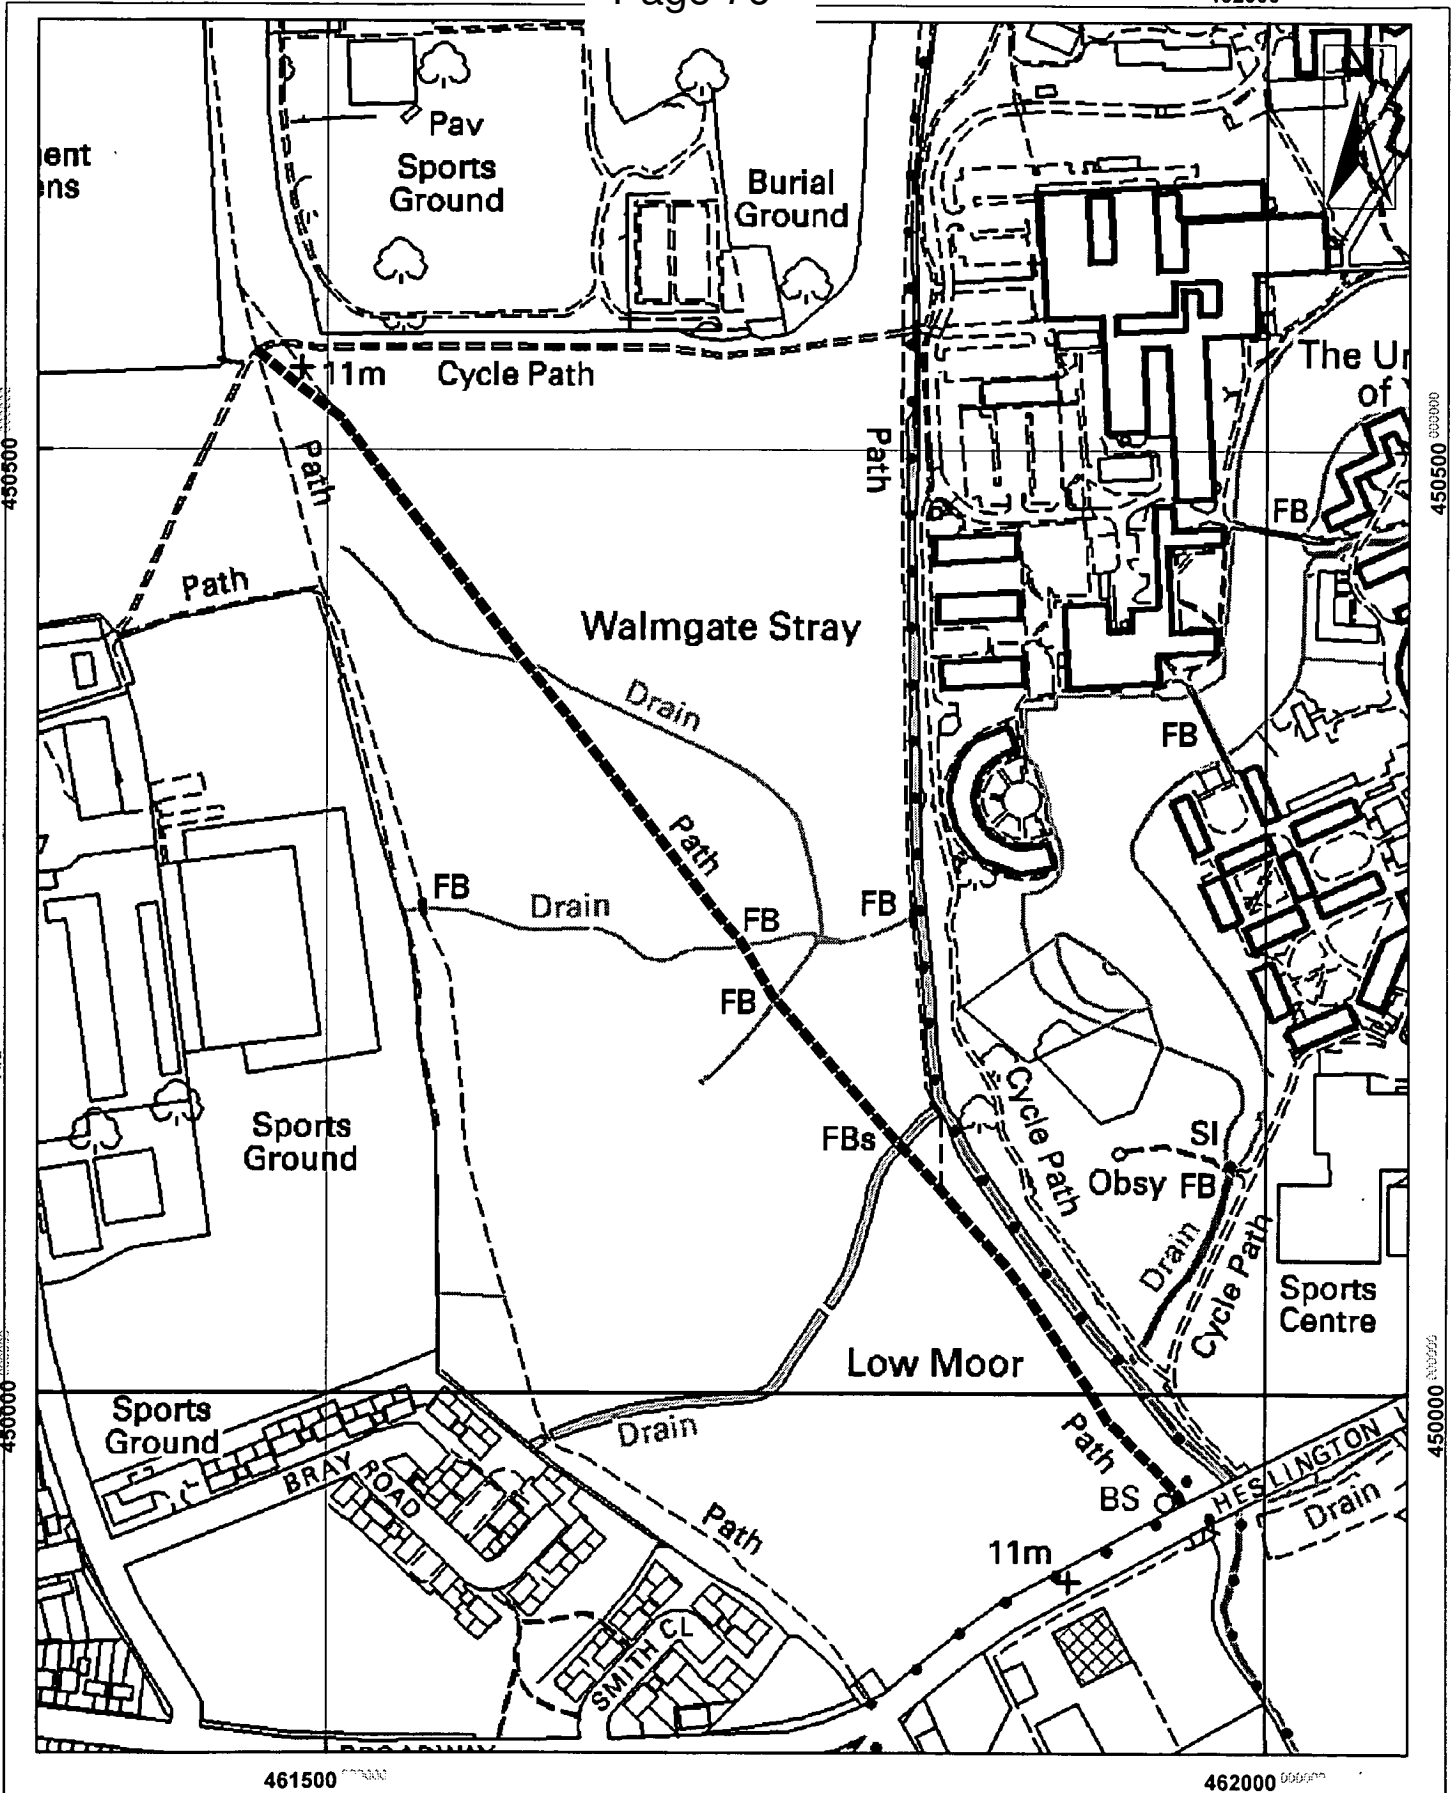 462000
Pav
Sports
Ground
Burial
Ground
11m
Cycle Path
The Ur
of
Path
Path
450500
450500
FB
Path
Walmgate Stray
Drain
FB
Path
FB
Drain
FB
FB
FB
Cycle Path
Sports
Ground
FBs
SI
Obsy
FB
Drain
Cycle Path
Sports
Centre
Low Moor
450000
450000
Sports
Ground
Drain
Path
BRAY ROAD
BS
HESLINGTON
Drain
Path
11m
SMITH CL
461500
462000